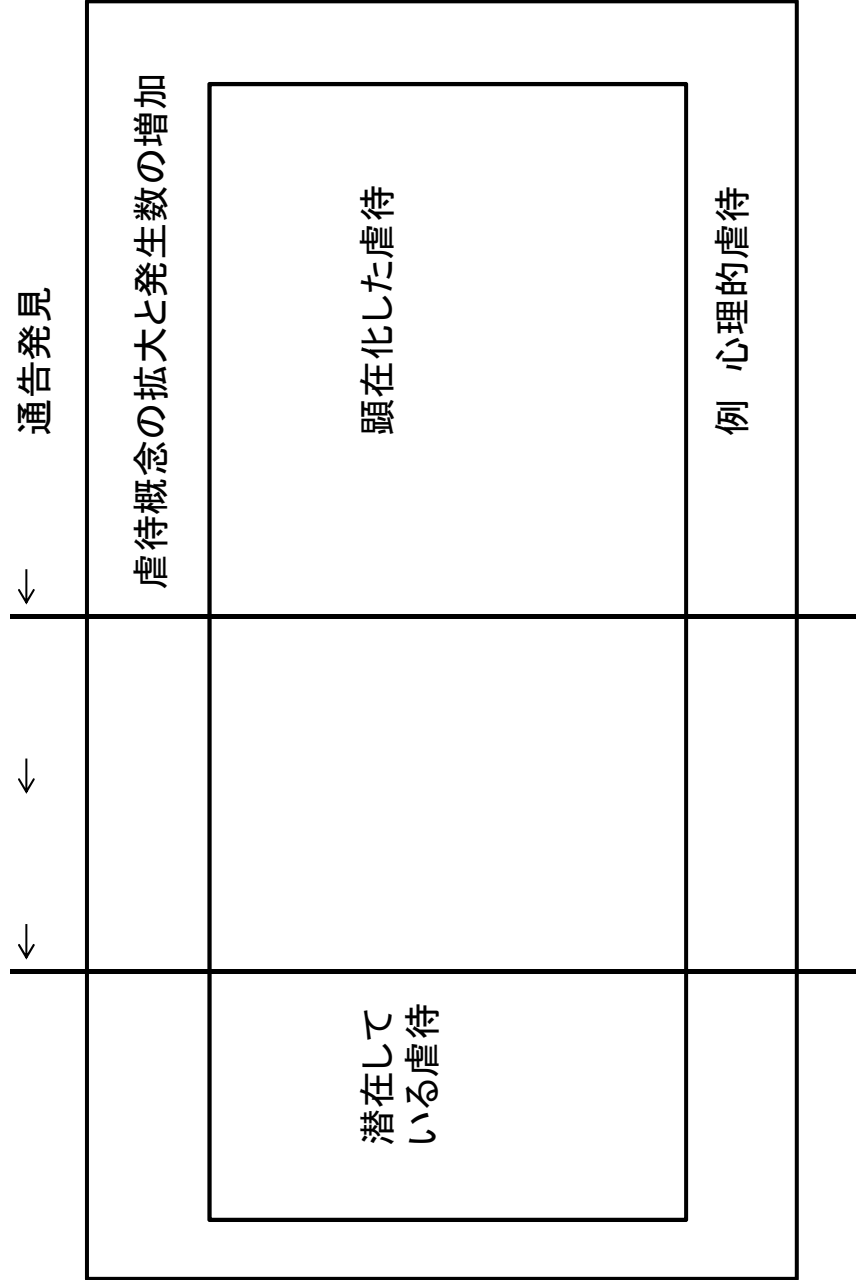 ← ← ← 通告発見
虐待概念の拡大と発生数の増加
潜在して
いる虐待
顕在化した虐待
例 心理的虐待